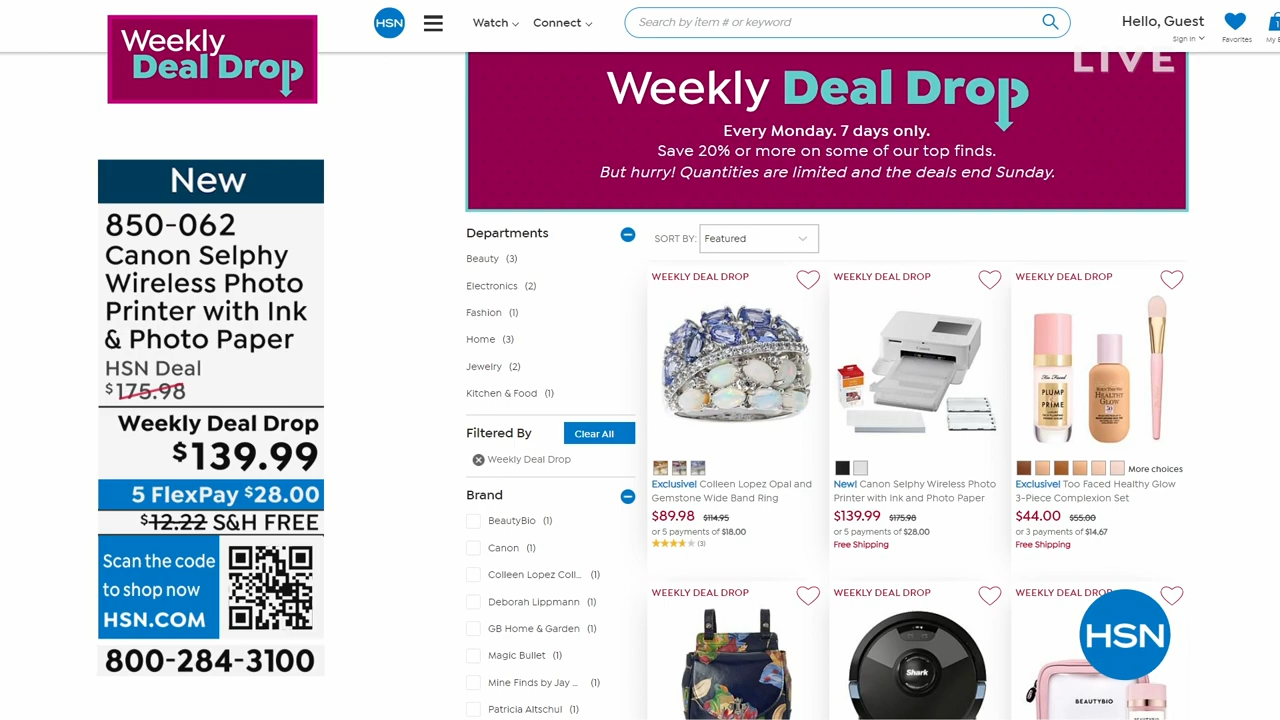 Weekly
Deal Drop
New
850-062
Canon Selphy
Wireless Photo
Printer with Ink
& Photo Paper
HSN Deal
$175.98
Weekly Deal Drop
$139.99
5 FlexPay $28.00
$12.22 S&H FREE
Scan the code
to shop now
HSN.COM
800-284-3100
HSN
Watch
Connect
Search by item # or keyword
Hello, Guest
Sign In
Favorites
LIVE
Weekly Deal Drop
Every Monday. 7 days only.
Save 20% or more on some of our top finds.
But hurry! Quantities are limited and the deals end Sunday.
Departments
Beauty (3)
Electronics (2)
Fashion (1)
Home (3)
Jewelry (2)
Kitchen & Food (1)
Filtered By
Clear All
Weekly Deal Drop
Brand
BeautyBio (1)
Canon (1)
Colleen Lopez Coll... (1)
Deborah Lippmann (1)
GB Home & Garden (1)
Magic Bullet (1)
Mine Finds by Jay ... (1)
Patricia Altschul (1)
SORT BY: Featured
WEEKLY DEAL DROP
Exclusive! Colleen Lopez Opal and
Gemstone Wide Band Ring
$89.98 $114.95
or 5 payments of $18.00
(3)
WEEKLY DEAL DROP
New! Canon Selphy Wireless Photo
Printer with Ink and Photo Paper
$139.99 $175.98
or 5 payments of $28.00
Free Shipping
WEEKLY DEAL DROP
PLUMP
& PRIME
HEALTHY
GLOW
More choices
Exclusive! Too Faced Healthy Glow
3-Piece Complexion Set
$44.00 $55.00
or 3 payments of $14.67
Free Shipping
WEEKLY DEAL DROP
WEEKLY DEAL DROP
Shark
WEEKLY DEAL DROP
BEAUTYBIO
HSN